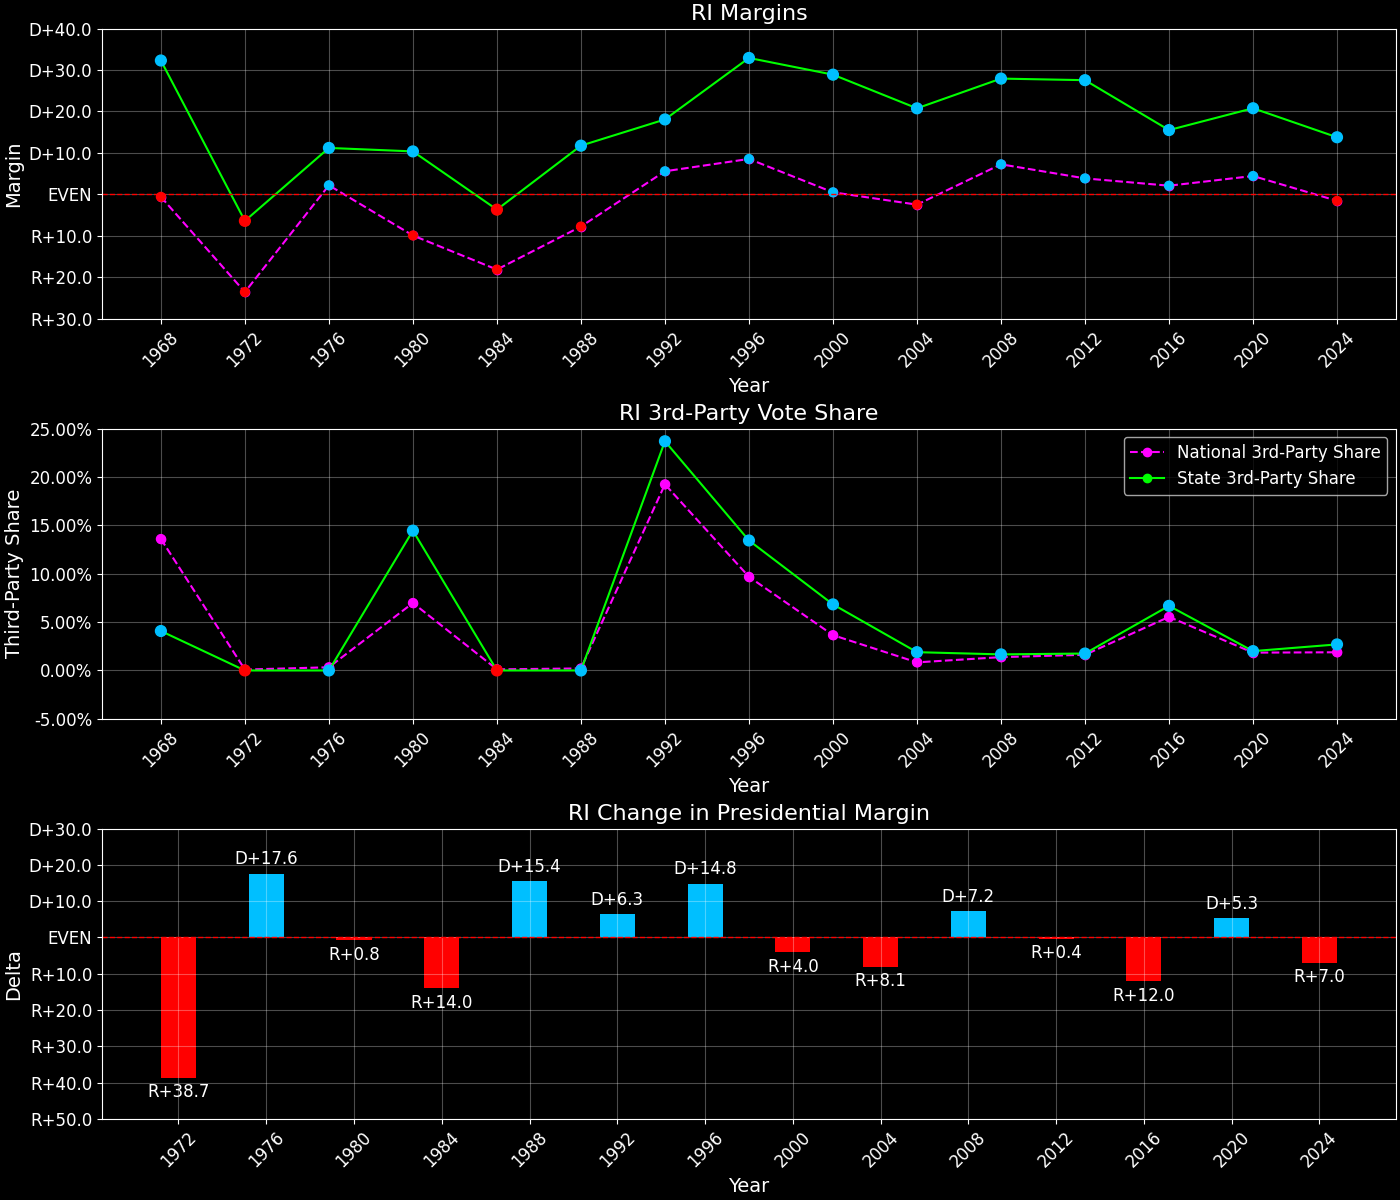 RI Margins
D+40.0
D+30.0
D+20.0
D+10.0
EVEN
R+10.0
R+20.0
R+30.0
Margin
1968 1972 1976 1980 1984 1988 1992 1996 2000 2004 2008 2012 2016 2020 2024
Year
RI 3rd-Party Vote Share
25.00%
20.00%
15.00%
10.00%
5.00%
0.00%
-5.00%
Third-Party Share
National 3rd-Party Share
State 3rd-Party Share
1968 1972 1976 1980 1984 1988 1992 1996 2000 2004 2008 2012 2016 2020 2024
Year
RI Change in Presidential Margin
D+30.0
D+20.0
D+10.0
EVEN
R+10.0
R+20.0
R+30.0
R+40.0
R+50.0
Delta
R+38.7
D+17.6
R+0.8
R+14.0
D+15.4
D+6.3
D+14.8
R+4.0
R+8.1
D+7.2
R+0.4
R+12.0
D+5.3
R+7.0
1972 1976 1980 1984 1988 1992 1996 2000 2004 2008 2012 2016 2020 2024
Year